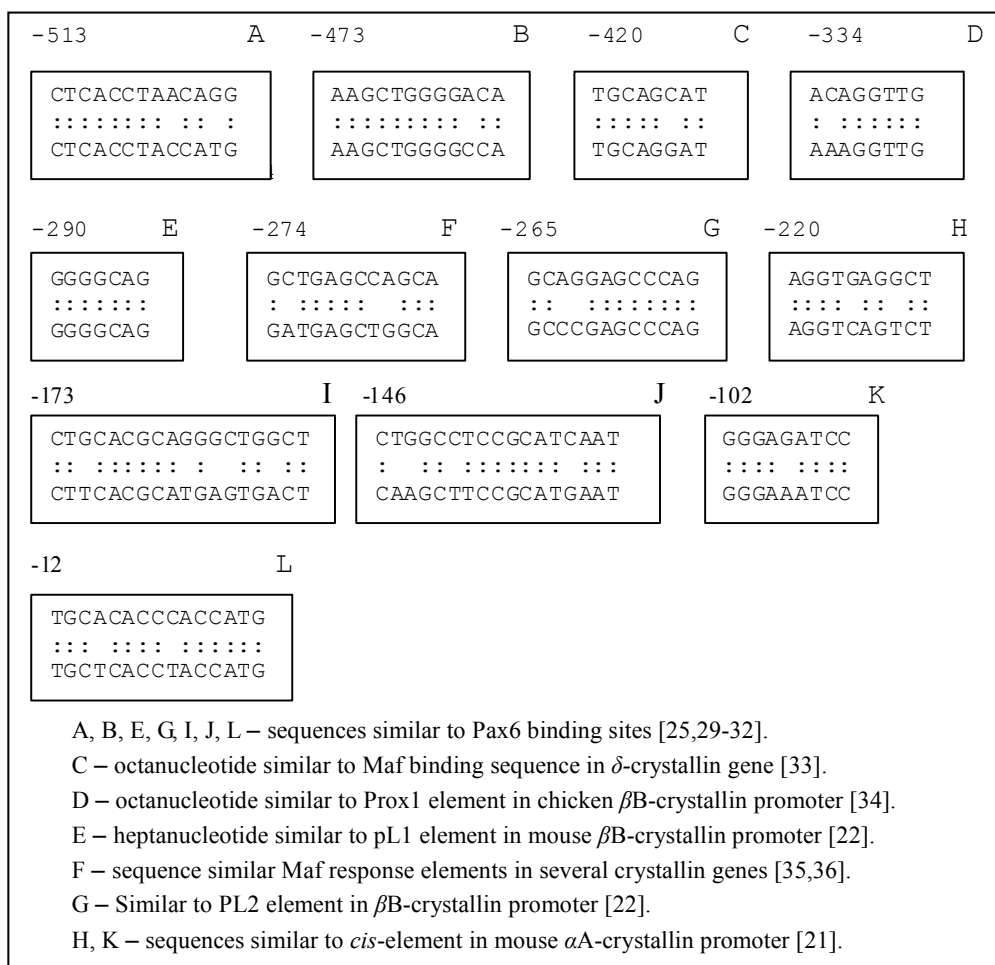 -513 A -473 B -420 C -334 D
CTCACCTAACAGG AAGCTGGGGACA TGCAGCAT ACAGGTTG
:::::::: :: : ::::::::: :: ::::: :: : ::::::
CTCACCTACCATG AAGCTGGGGCCA TGCAGGAT AAAGGTTG
-290 E -274 F -265 G -220 H
GGGGCAG GCTGAGCCAGCA GCAGGAGCCCAG AGGTGAGGCT
::::::: : ::::: ::: :: :::::::: :::: :: ::
GGGGCAG GATGAGCTGGCA GCCCGAGCCCAG AGGTCAGTCT
-173 I -146 J -102 K
CTGCACGCAGGGCTGGCT CTGGCCTCCGCATCAAT GGGAGATCC
:: :::::: : :: :: : :: ::::::: ::: :::: ::::
CTTCACGCATGAGTGACT CAAGCTTCCGCATGAAT GGGAAATCC
-12 L
TGCACACCCACCATG
::: :::: ::::::
TGCTCACCTACCATG
A, B, E, G, I, J, L – sequences similar to Pax6 binding sites [25,29-32].
C – octanucleotide similar to Maf binding sequence in δ-crystallin gene [33].
D – octanucleotide similar to Prox1 element in chicken βB-crystallin promoter [34].
E – heptanucleotide similar to pL1 element in mouse βB-crystallin promoter [22].
F – sequence similar Maf response elements in several crystallin genes [35,36].
G – Similar to PL2 element in βB-crystallin promoter [22].
H, K – sequences similar to cis-element in mouse αA-crystallin promoter [21].